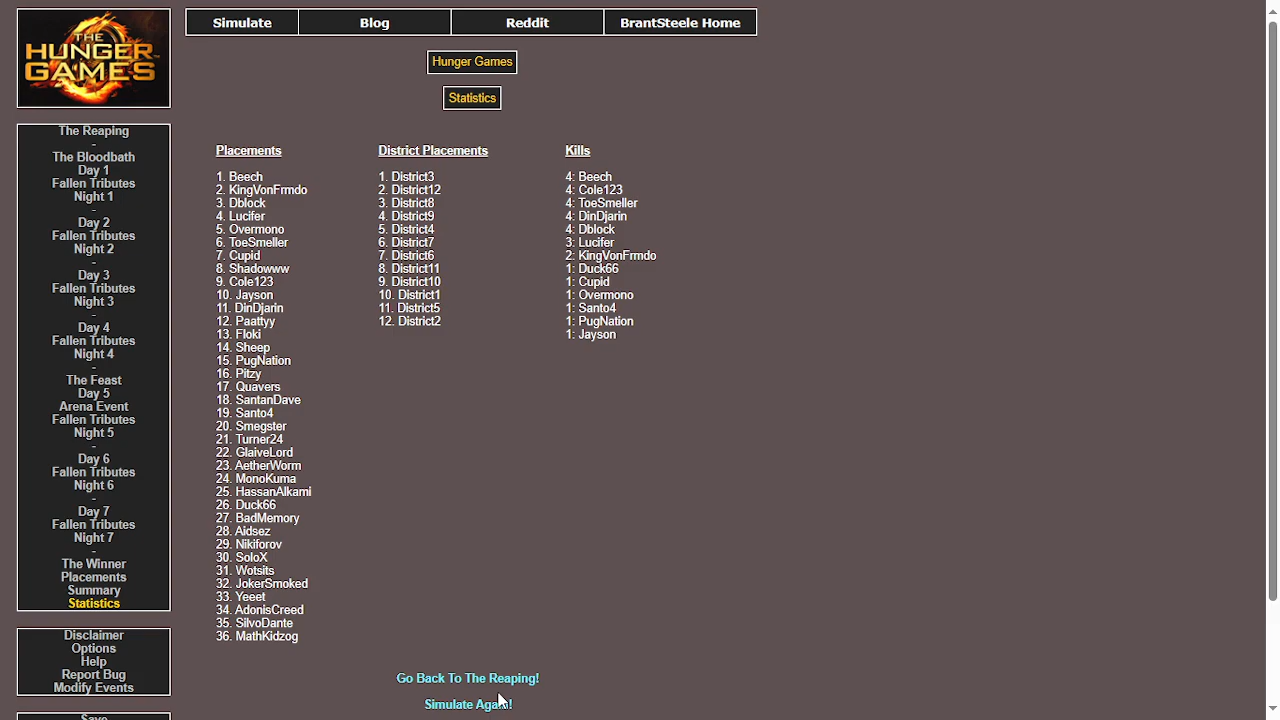 THE
HUNGER
GAMES
Simulate
Blog
Reddit
BrantSteele Home
Hunger Games
Statistics
The Reaping
-
The Bloodbath
Day 1
Fallen Tributes
Night 1
-
Day 2
Fallen Tributes
Night 2
-
Day 3
Fallen Tributes
Night 3
-
Day 4
Fallen Tributes
Night 4
-
The Feast
Day 5
Arena Event
Fallen Tributes
Night 5
-
Day 6
Fallen Tributes
Night 6
-
Day 7
Fallen Tributes
Night 7
-
The Winner
Placements
Summary
Statistics
Disclaimer
Options
Help
Report Bug
Modify Events
Save
Placements
1. Beech
2. KingVonFrmdo
3. Dblock
4. Lucifer
5. Overmono
6. ToeSmeller
7. Cupid
8. Shadowww
9. Cole123
10. Jayson
11. DinDjarin
12. Paattyy
13. Floki
14. Sheep
15. PugNation
16. Pitzy
17. Quavers
18. SantanDave
19. Santo4
20. Smegster
21. Turner24
22. GlaiveLord
23. AetherWorm
24. MonoKuma
25. HassanAlkami
26. Duck66
27. BadMemory
28. Aidsez
29. Nikiforov
30. SoloX
31. Wotsits
32. JokerSmoked
33. Yeeet
34. AdonisCreed
35. SilvoDante
36. MathKidzog
District Placements
1. District3
2. District12
3. District8
4. District9
5. District4
6. District7
7. District6
8. District11
9. District10
10. District1
11. District5
12. District2
Kills
4: Beech
4: Cole123
4: ToeSmeller
4: DinDjarin
4: Dblock
3: Lucifer
2: KingVonFrmdo
1: Duck66
1: Cupid
1: Overmono
1: Santo4
1: PugNation
1: Jayson
Go Back To The Reaping!
Simulate Again!